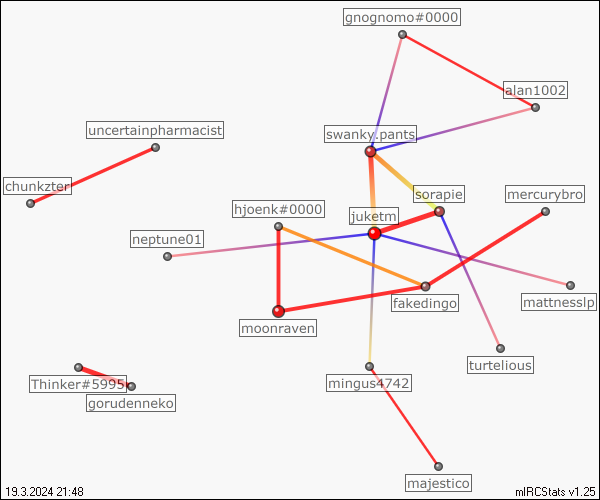 gnognomo#0000
alan1002
uncertainpharmacist
swanky.pants
chunkzter
sorapie
mercurybro
hjoenk#0000
juketm
neptune01
fakedingo
mattnesslp
moonraven
turtelious
Thinker#5995
mingus4742
gorudenneko
majestico
19.3.2024 21:48
mIRCStats v1.25